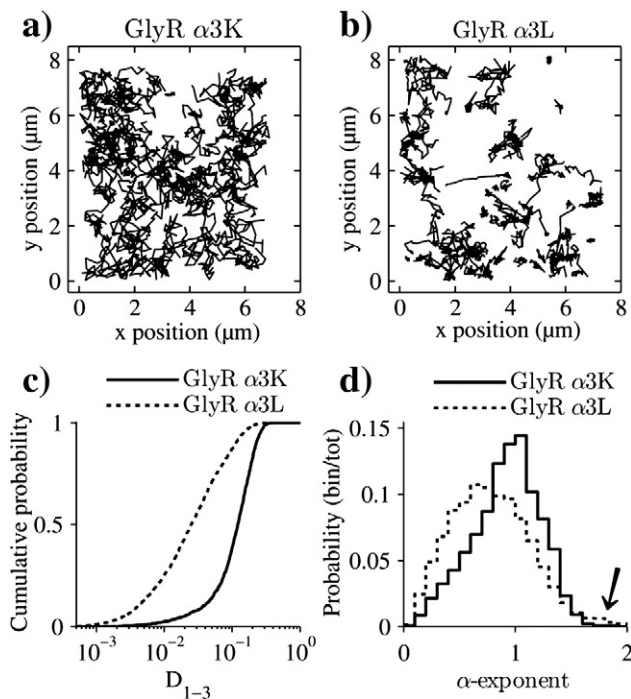 a) GlyR α3K
y position (μm)
8
6
4
2
0
0 2 4 6 8
x position (μm)
b) GlyR α3L
y position (μm)
8
6
4
2
0
0 2 4 6 8
x position (μm)
c) GlyR α3K
GlyR α3L
Cumulative probability
1
0.5
0
10⁻³ 10⁻² 10⁻¹ 10⁰
D₁₋₃
d) GlyR α3K
GlyR α3L
Probability (bin/tot)
0.15
0.1
0.05
0
0 1 2
α-exponent